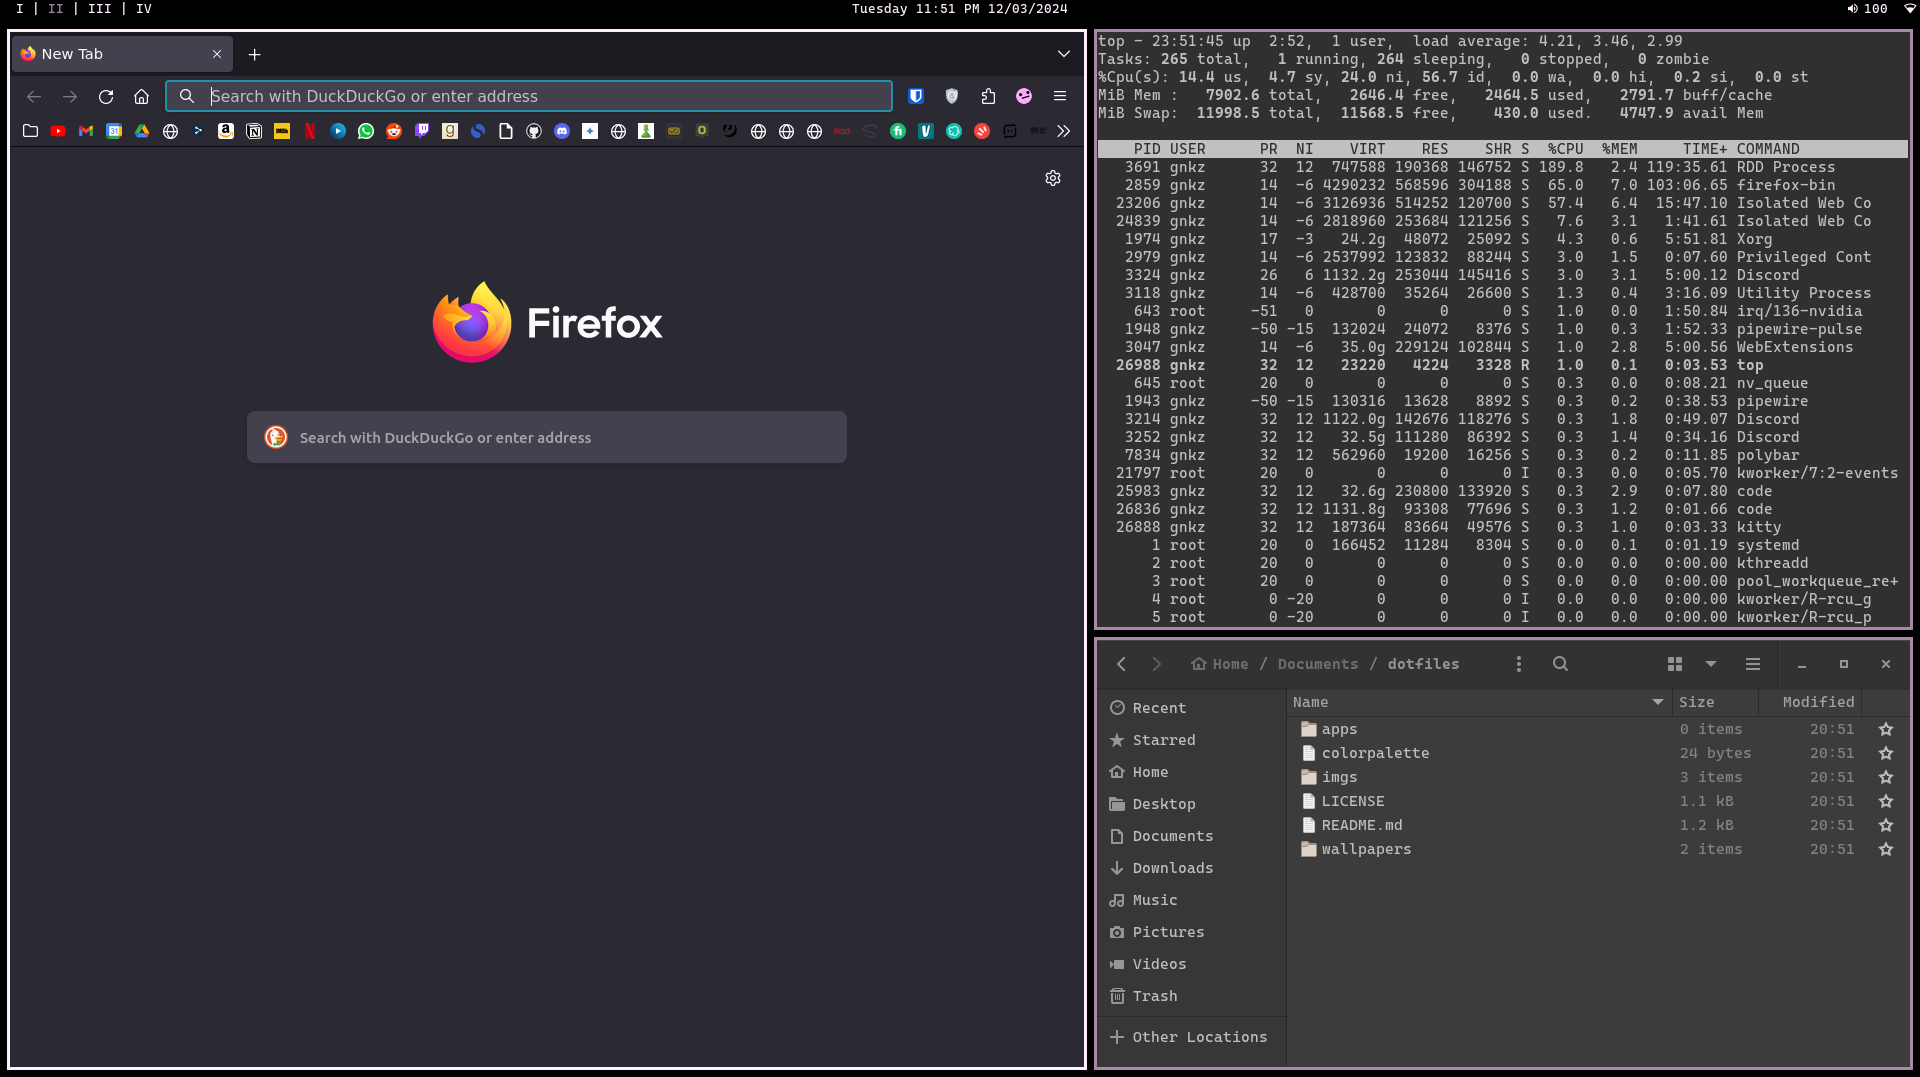 I | II | III | IV
Tuesday 11:51 PM 12/03/2024
100
New Tab
Search with DuckDuckGo or enter address
Firefox
Search with DuckDuckGo or enter address
top - 23:51:45 up  2:52,  1 user,  load average: 4.21, 3.46, 2.99
Tasks: 265 total,   1 running, 264 sleeping,   0 stopped,   0 zombie
%Cpu(s): 14.4 us,  4.7 sy, 24.0 ni, 56.7 id,  0.0 wa,  0.0 hi,  0.2 si,  0.0 st
MiB Mem :   7902.6 total,   2646.4 free,   2464.5 used,   2791.7 buff/cache
MiB Swap:  11998.5 total,  11568.5 free,    430.0 used.   4747.9 avail Mem
PID USER      PR  NI    VIRT    RES    SHR S  %CPU  %MEM     TIME+ COMMAND
3691 gnkz      32  12  747588 190368 146752 S 189.8   2.4 119:35.61 RDD Process
2859 gnkz      14  -6 4290232 568596 304188 S  65.0   7.0 103:06.65 firefox-bin
23206 gnkz      14  -6 3126936 514252 120700 S  57.4   6.4  15:47.10 Isolated Web Co
24839 gnkz      14  -6 2818960 253684 121256 S   7.6   3.1   1:41.61 Isolated Web Co
1974 gnkz      17  -3   24.2g  48072  25092 S   4.3   0.6   5:51.81 Xorg
2979 gnkz      14  -6 2537992 123832  88244 S   3.0   1.5   0:07.60 Privileged Cont
3324 gnkz      26   6 1132.2g 253044 145416 S   3.0   3.1   5:00.12 Discord
3118 gnkz      14  -6  428700  35264  26600 S   1.3   0.4   3:16.09 Utility Process
643 root     -51   0       0      0      0 S   1.0   0.0   1:50.84 irq/136-nvidia
1948 gnkz     -50 -15  132024  24072   8376 S   1.0   0.3   1:52.33 pipewire-pulse
3047 gnkz      14  -6   35.0g 229124 102844 S   1.0   2.8   5:00.56 WebExtensions
26988 gnkz      32  12   23220   4224   3328 R   1.0   0.1   0:03.53 top
645 root      20   0       0      0      0 S   0.3   0.0   0:08.21 nv_queue
1943 gnkz     -50 -15  130316  13628   8892 S   0.3   0.2   0:38.53 pipewire
3214 gnkz      32  12 1122.0g 142676 118276 S   0.3   1.8   0:49.07 Discord
3252 gnkz      32  12   32.5g 111280  86392 S   0.3   1.4   0:34.16 Discord
7834 gnkz      32  12  562960  19200  16256 S   0.3   0.2   0:11.85 polybar
21797 root      20   0       0      0      0 I   0.3   0.0   0:05.70 kworker/7:2-events
25983 gnkz      32  12   32.6g 230800 133920 S   0.3   2.9   0:07.80 code
26836 gnkz      32  12 1131.8g  93308  77696 S   0.3   1.2   0:01.66 code
26888 gnkz      32  12  187364  83664  49576 S   0.3   1.0   0:03.33 kitty
1 root      20   0  166452  11284   8304 S   0.0   0.1   0:01.19 systemd
2 root      20   0       0      0      0 S   0.0   0.0   0:00.00 kthreadd
3 root      20   0       0      0      0 S   0.0   0.0   0:00.00 pool_workqueue_re+
4 root       0 -20       0      0      0 I   0.0   0.0   0:00.00 kworker/R-rcu_g
5 root       0 -20       0      0      0 I   0.0   0.0   0:00.00 kworker/R-rcu_p
Home / Documents / dotfiles
Recent
Starred
Home
Desktop
Documents
Downloads
Music
Pictures
Videos
Trash
Other Locations
Name Size Modified
apps 0 items 20:51
colorpalette 24 bytes 20:51
imgs 3 items 20:51
LICENSE 1.1 kB 20:51
README.md 1.2 kB 20:51
wallpapers 2 items 20:51